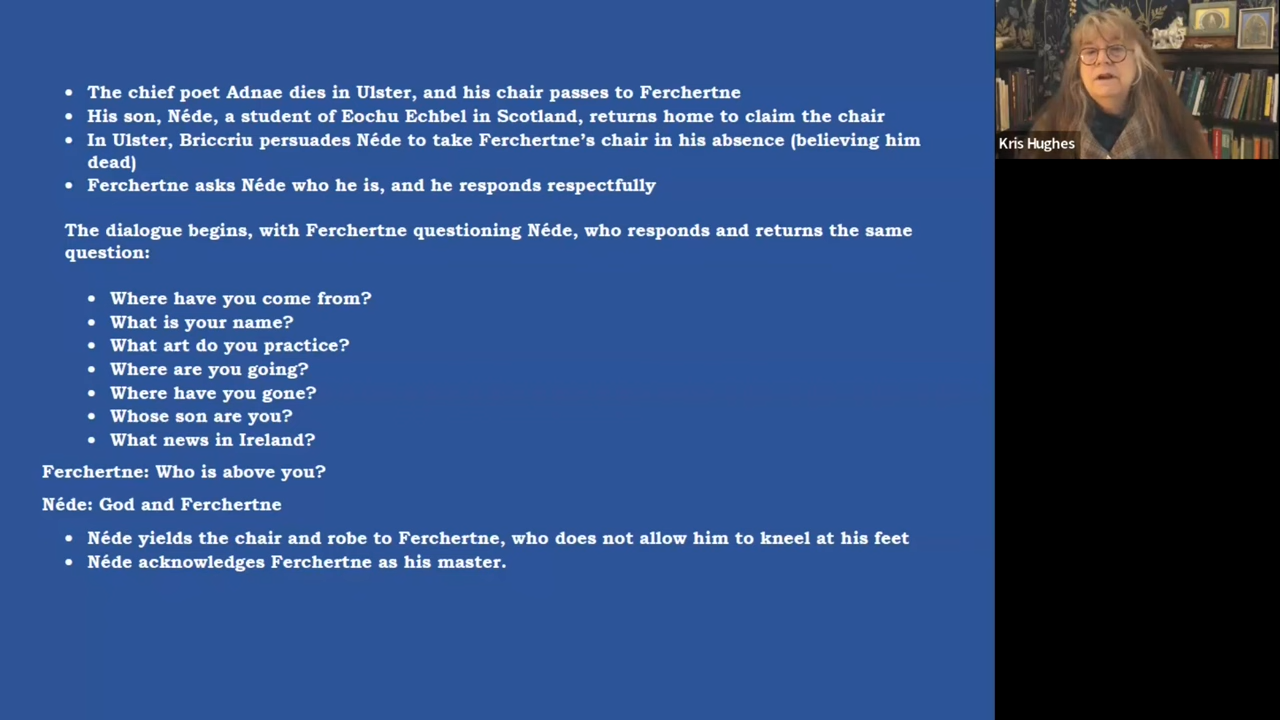 • The chief poet Adnae dies in Ulster, and his chair passes to Ferchertne
• His son, Néde, a student of Eochu Echbel in Scotland, returns home to claim the chair
• In Ulster, Briccriu persuades Néde to take Ferchertne’s chair in his absence (believing him
dead)
• Ferchertne asks Néde who he is, and he responds respectfully
The dialogue begins, with Ferchertne questioning Néde, who responds and returns the same
question:
• Where have you come from?
• What is your name?
• What art do you practice?
• Where are you going?
• Where have you gone?
• Whose son are you?
• What news in Ireland?
Ferchertne: Who is above you?
Néde: God and Ferchertne
• Néde yields the chair and robe to Ferchertne, who does not allow him to kneel at his feet
• Néde acknowledges Ferchertne as his master.
Kris Hughes